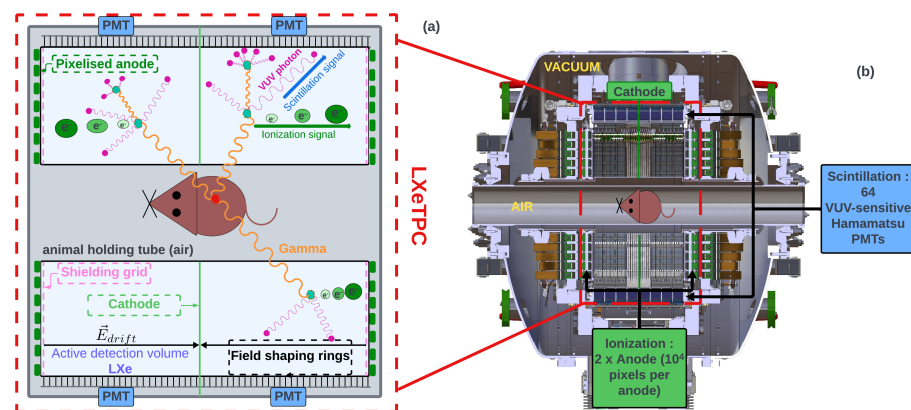 PMT
PMT
(a)
Pixelised anode
VUV photon
Scintillation signal
e⁻
e⁻
e⁻
e⁻
e⁻
e⁻
Ionization signal
LXeTPC
animal holding tube (air)
Gamma
Shielding grid
Cathode
e⁻
e⁻
e⁻
E⃗drift
Active detection volume
LXe
Field shaping rings
PMT
PMT
VACUUM
(b)
Cathode
AIR
Scintillation :
64
VUV-sensitive
Hamamatsu
PMTs
Ionization :
2 x Anode (10⁴
pixels per
anode)